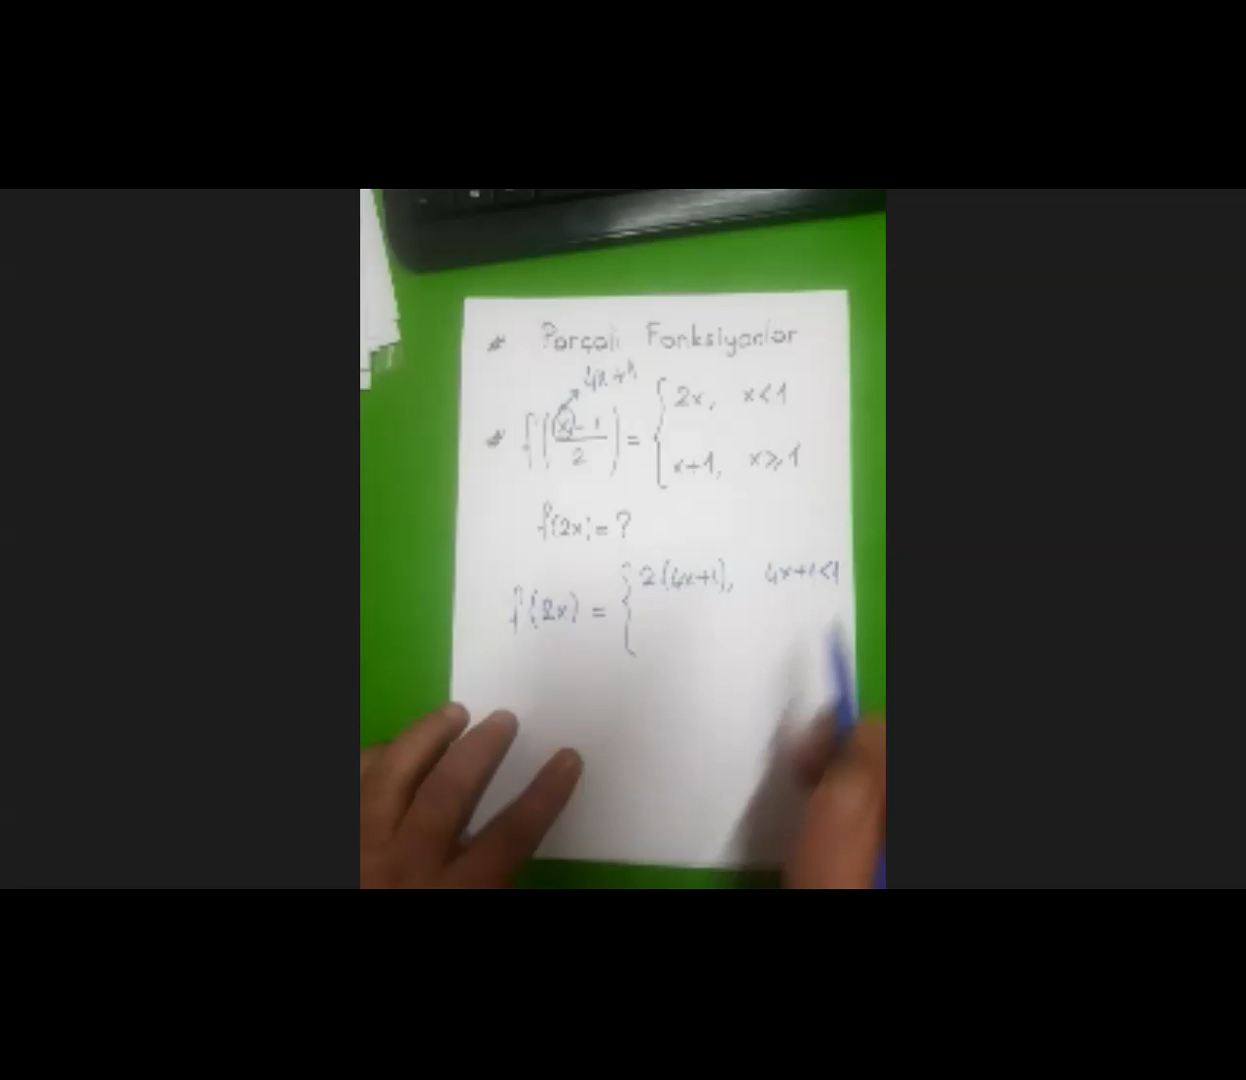 * Parçalı Fonksiyonlar
4x+1
* f((x-1)/2) = { 2x, x<1
x+1, x≥1
f(2x) = ?
f(2x) = { 2(4x+1), 4x+1<1